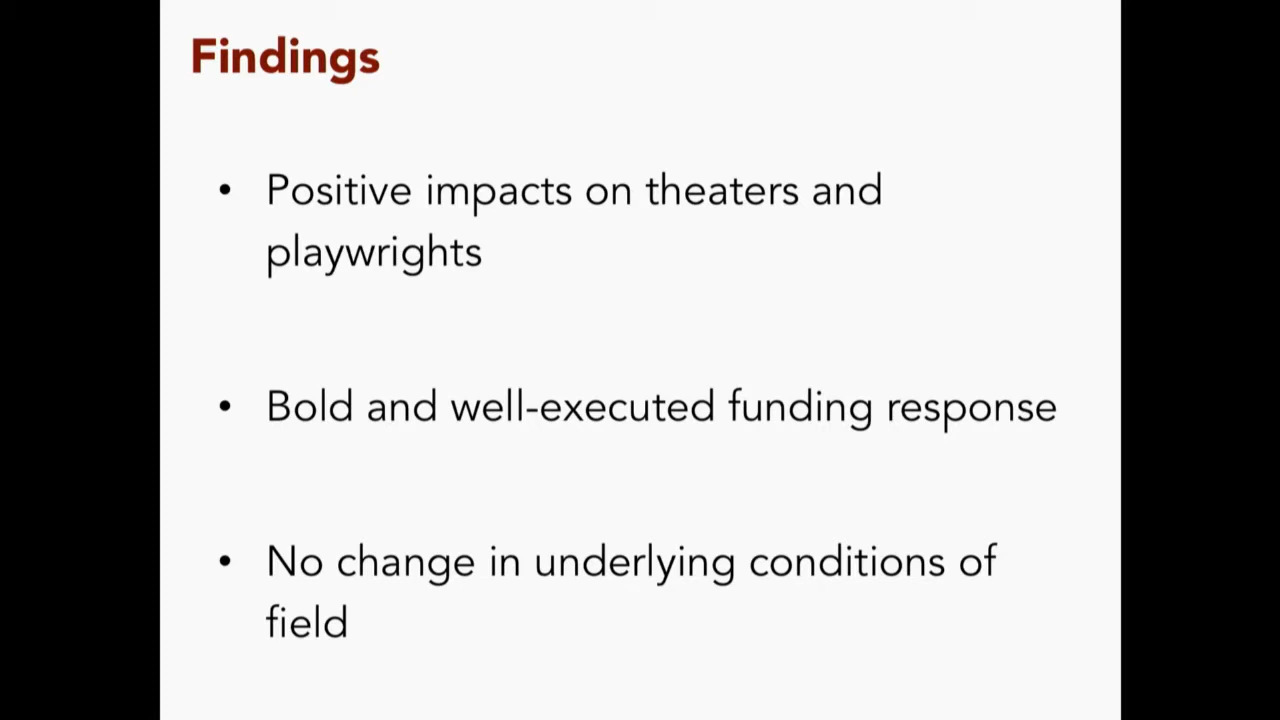 Findings
• Positive impacts on theaters and
playwrights
• Bold and well-executed funding response
• No change in underlying conditions of
field